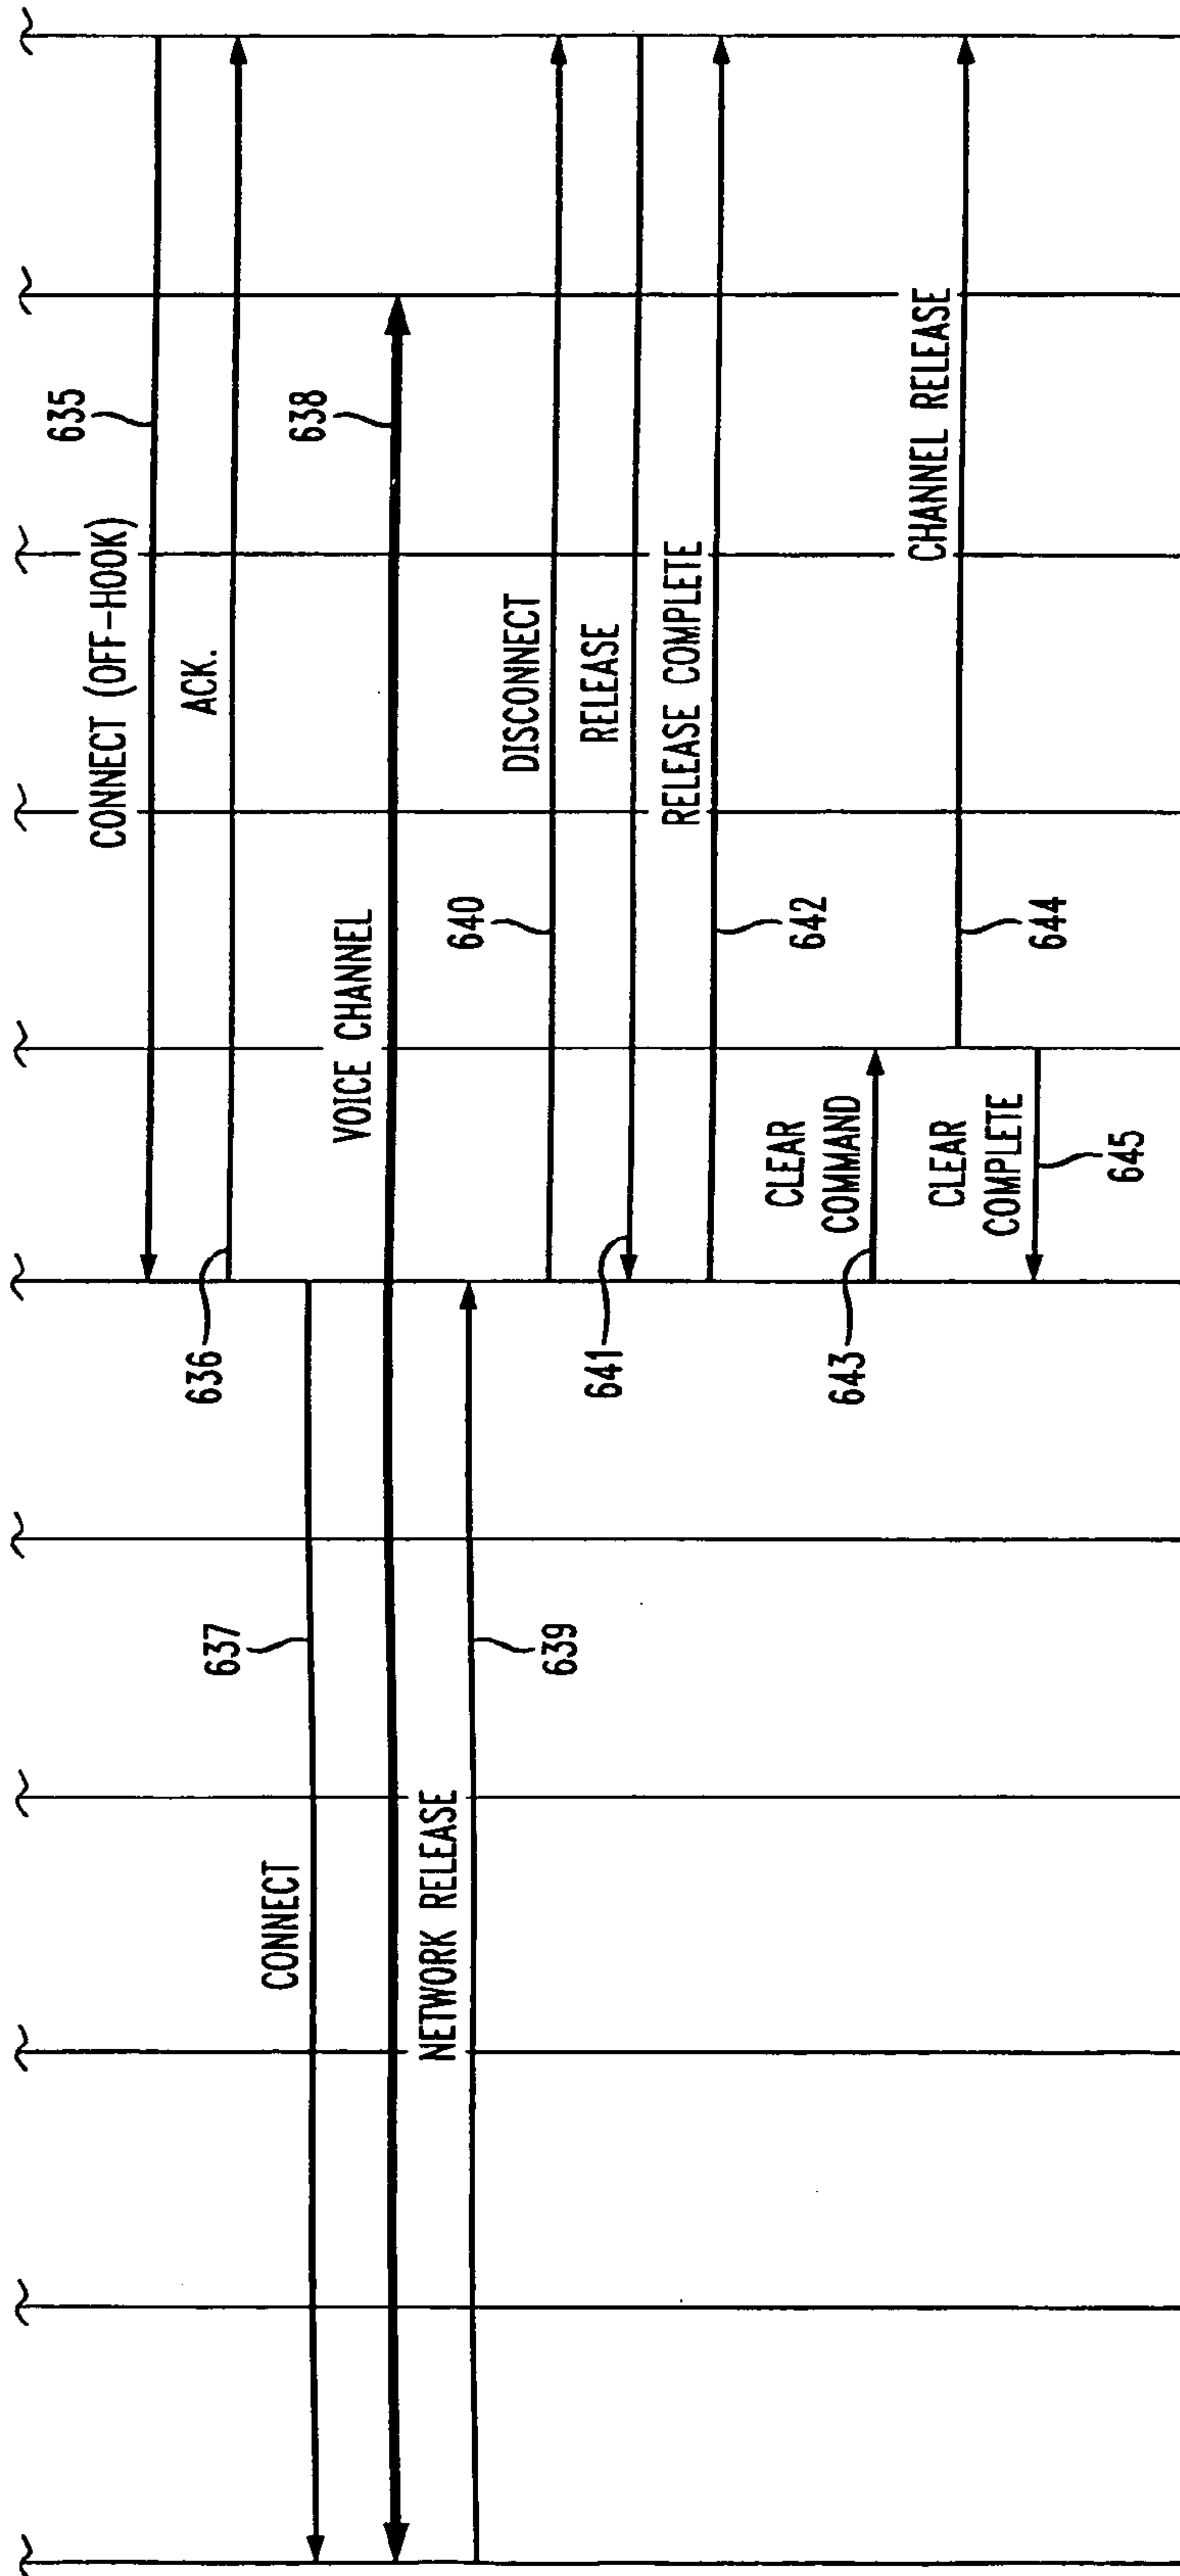 CONNECT (OFF-HOOK)
635
ACK.
636
CONNECT
637
VOICE CHANNEL
638
NETWORK RELEASE
639
DISCONNECT
640
RELEASE
641
RELEASE COMPLETE
642
CLEAR
COMMAND
643
CHANNEL RELEASE
644
CLEAR
COMPLETE
645